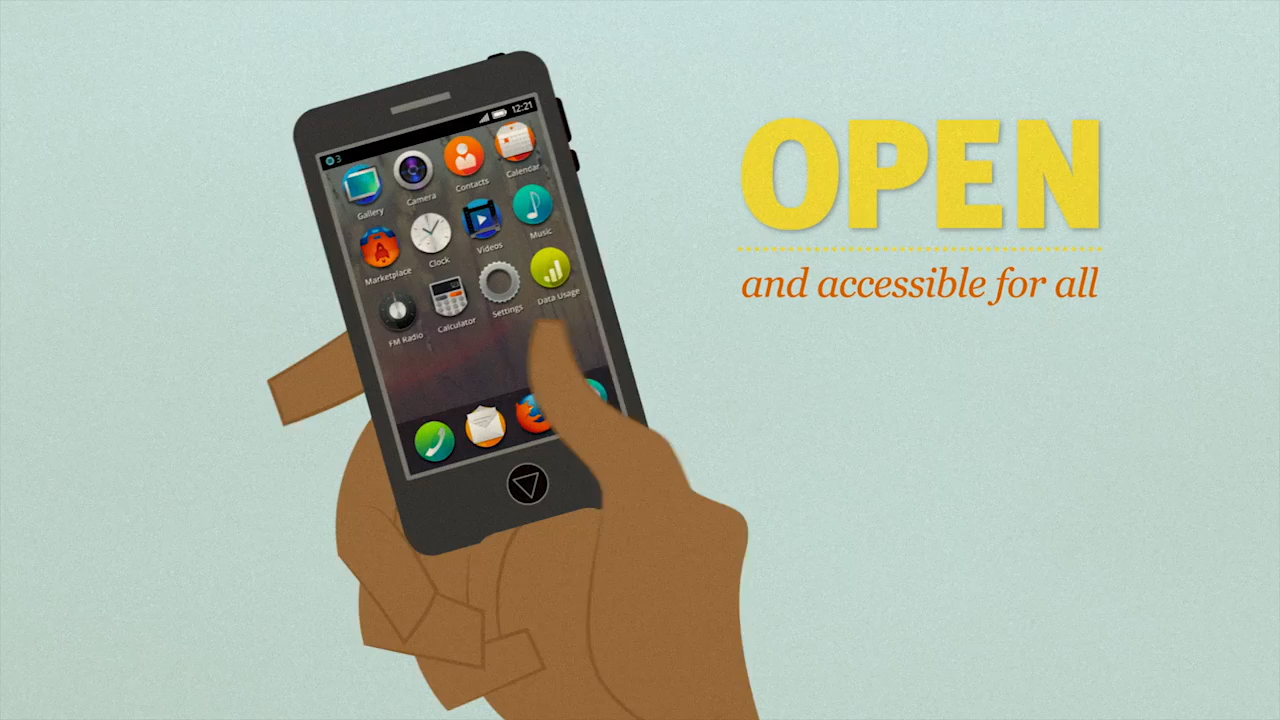 12:21
3
Gallery Camera Contacts Calendar
Marketplace Clock Videos Music
FM Radio Calculator Settings Data Usage
OPEN
and accessible for all